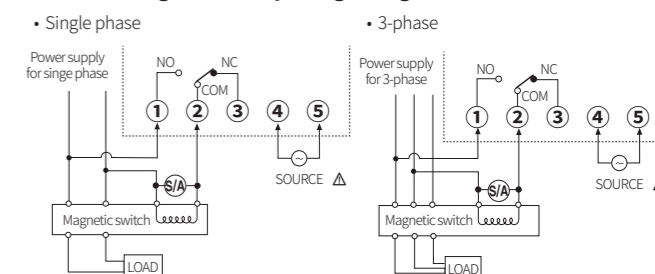 • Single phase
• 3-phase
Power supply
for singe phase
NO
NC
COM
1 2 3 4 5
S/A
SOURCE ⚠
Magnetic switch
LOAD
Power supply
for 3-phase
NO
NC
COM
1 2 3 4 5
S/A
SOURCE
Magnetic switch
LOAD